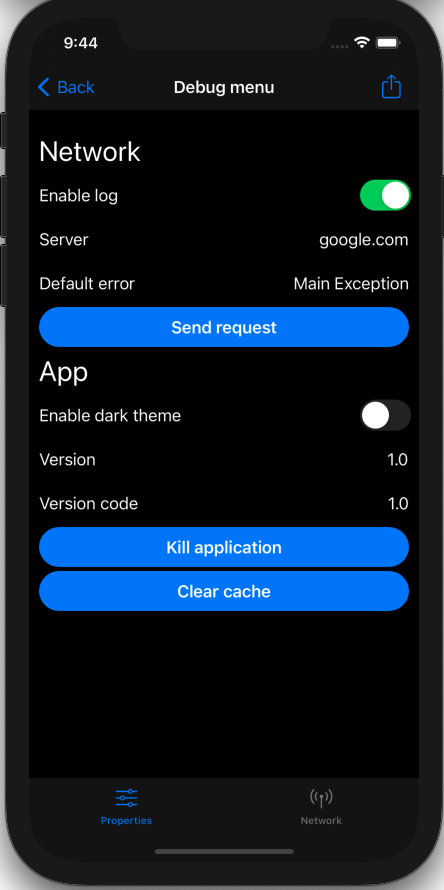 9:44
Back
Debug menu
Network
Enable log
Server
google.com
Default error
Main Exception
Send request
App
Enable dark theme
Version
1.0
Version code
1.0
Kill application
Clear cache
Properties
Network